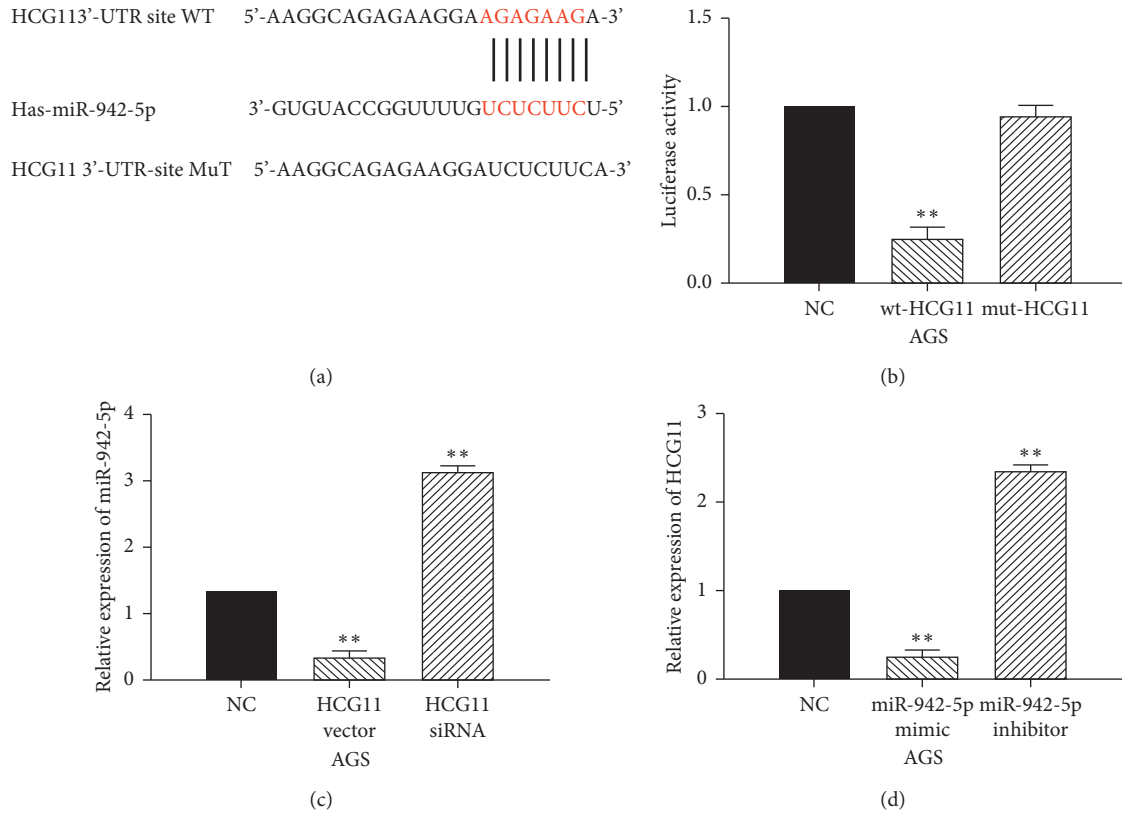 HCG113’-UTR site WT 5’-AAGGCAGAGAAGGAAGAGAAGA-3’
Has-miR-942-5p 3’-GUGUACCGGUUUUGUCUCUUCU-5’
HCG11 3’-UTR-site MuT 5’-AAGGCAGAGAAGGAUCUCUUCA-3’
(a)
Luciferase activity
1.5
1.0
0.5
0.0
**
NC wt-HCG11 mut-HCG11
AGS
(b)
Relative expression of miR-942-5p
4
3
2
1
0
**
**
NC HCG11 HCG11
vector siRNA
AGS
(c)
Relative expression of HCG11
3
2
1
0
**
**
NC miR-942-5p miR-942-5p
mimic inhibitor
AGS
(d)